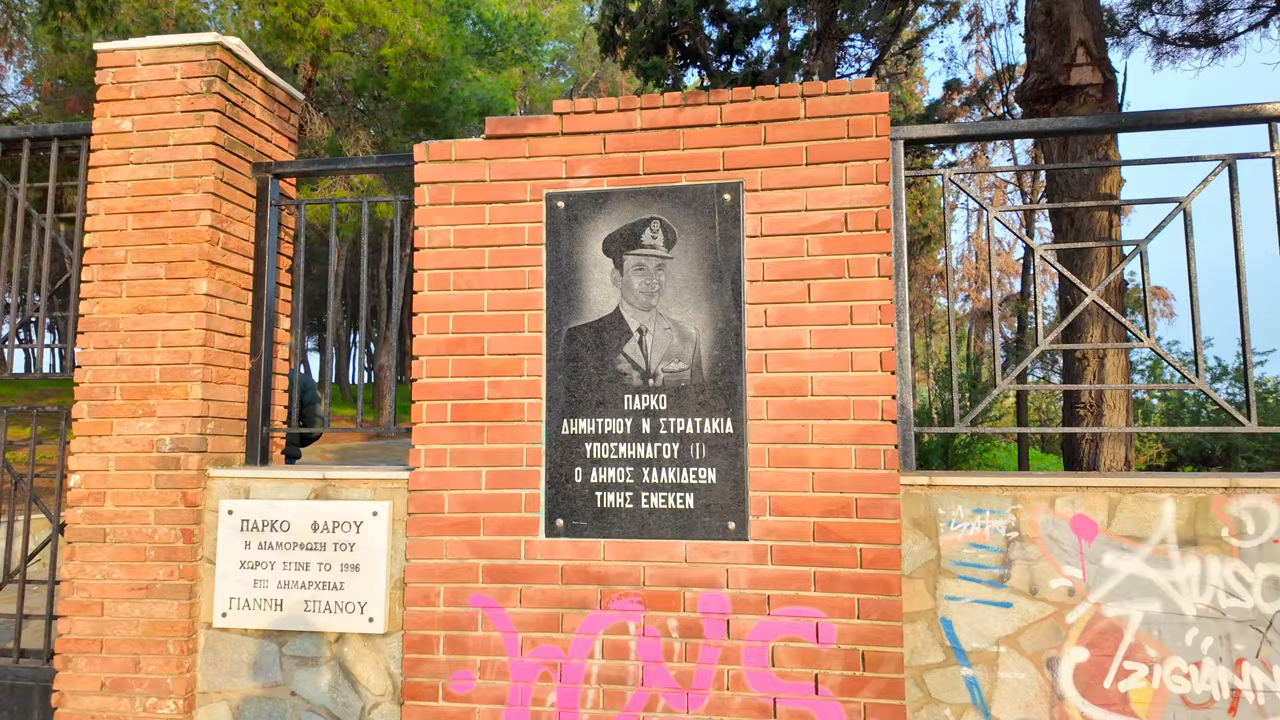 ΠΑΡΚΟ
ΔΗΜΗΤΡΙΟΥ Ν ΣΤΡΑΤΑΚΙΑ
ΥΠΟΣΜΗΝΑΓΟΥ (Ι)
Ο ΔΗΜΟΣ ΧΑΛΚΙΔΕΩΝ
ΤΙΜΗΣ ΕΝΕΚΕΝ
ΠΑΡΚΟ ΦΑΡΟΥ
Η ΔΙΑΜΟΡΦΩΣΗ ΤΟΥ
ΧΩΡΟΥ ΕΓΙΝΕ ΤΟ 1996
ΕΠΙ ΔΗΜΑΡΧΕΙΑΣ
ΓΙΑΝΝΗ ΣΠΑΝΟΥ